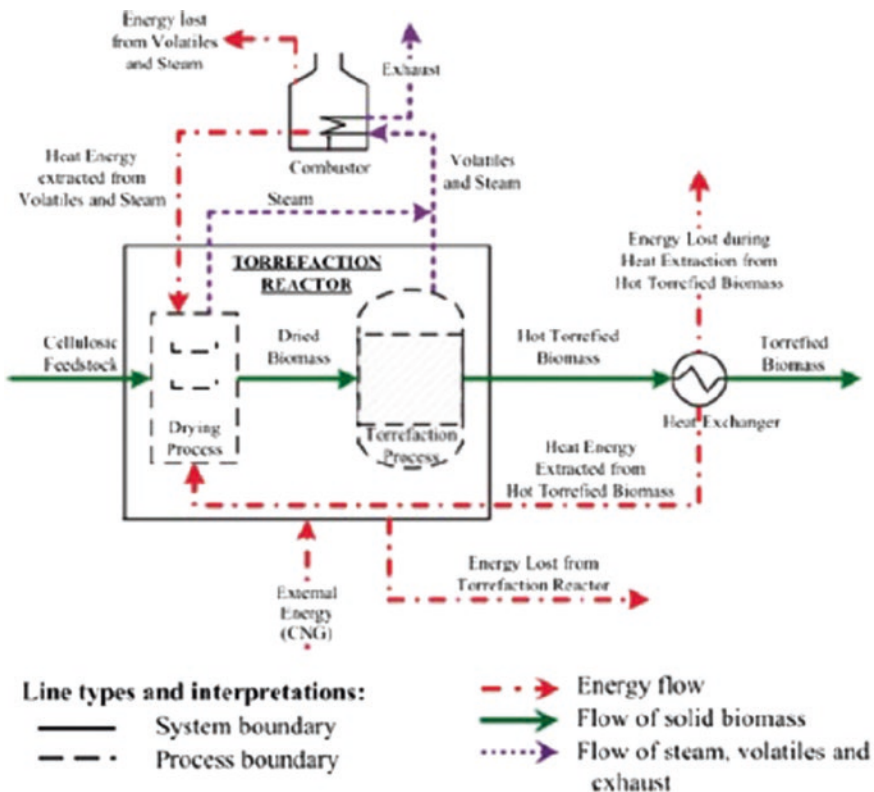 Energy lost
from Volatiles
and Steam
Exhaust
Combustor
Heat Energy
extracted from
Volatiles and Steam
Volatiles
and Steam
Steam
Energy Lost during
Heat Extraction from
Hot Torrefied Biomass
TORREFACTION
REACTOR
Cellulosic
Feedstock
Dried
Biomass
Hot Torrefied
Biomass
Torrefied
Biomass
Drying
Process
Torrefaction
Process
Heat Exchanger
Heat Energy
Extracted from
Hot Torrefied Biomass
External
Energy
(CNG)
Energy Lost from
Torrefaction Reactor
Line types and interpretations:
System boundary
Process boundary
Energy flow
Flow of solid biomass
Flow of steam, volatiles and
exhaust